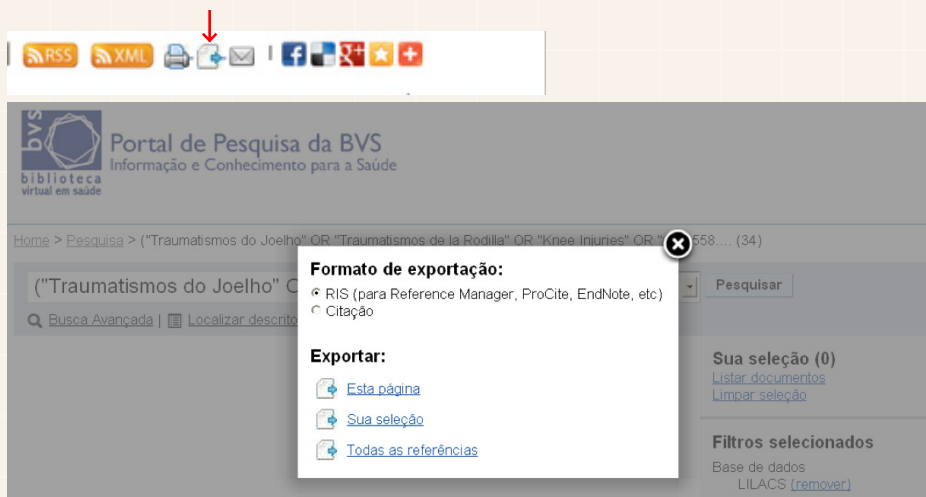 RSS XML
bvs
biblioteca
virtual em saúde
Portal de Pesquisa da BVS
Informação e Conhecimento para a Saúde
Home > Pesquisa > ("Traumatismos do Joelho" OR "Traumatismos de la Rodilla" OR "Knee Injuries" OR " 558.... (34)
("Traumatismos do Joelho" O
Pesquisar
Busca Avançada | Localizar descrito
Formato de exportação:
RIS (para Reference Manager, ProCite, EndNote, etc)
Citação
Exportar:
Esta página
Sua seleção
Todas as referências
Sua seleção (0)
Listar documentos
Limpar seleção
Filtros selecionados
Base de dados
LILACS (remover)